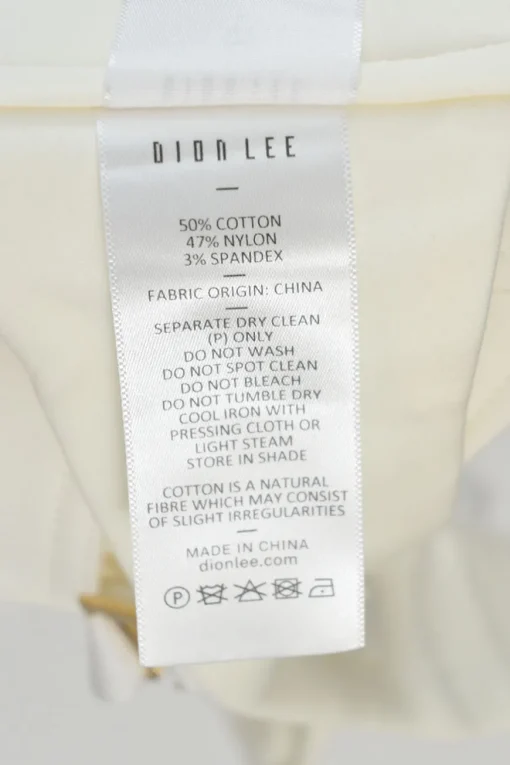 DION LEE
50% COTTON
47% NYLON
3% SPANDEX
FABRIC ORIGIN: CHINA
SEPARATE DRY CLEAN
(P) ONLY
DO NOT WASH
DO NOT SPOT CLEAN
DO NOT BLEACH
DO NOT TUMBLE DRY
COOL IRON WITH
PRESSING CLOTH OR
LIGHT STEAM
STORE IN SHADE
COTTON IS A NATURAL
FIBRE WHICH MAY CONSIST
OF SLIGHT IRREGULARITIES
MADE IN CHINA
dionlee.com
P